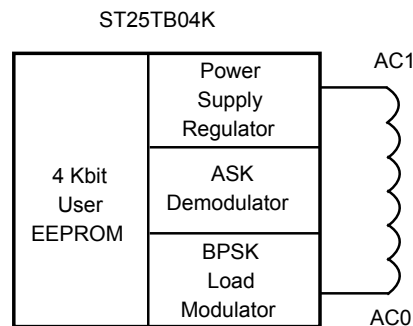 ST25TB04K
Power
Supply
Regulator
AC1
4 Kbit
User
EEPROM
ASK
Demodulator
BPSK
Load
Modulator
AC0